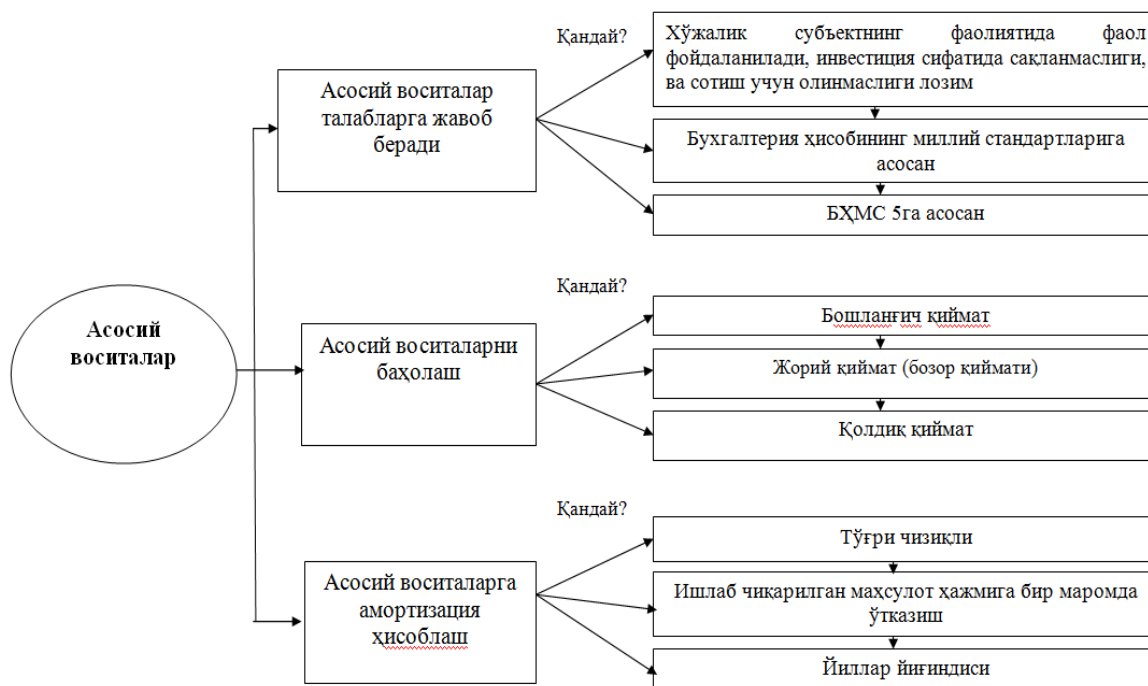 Қандай?
Хўжалик субъектнинг фаолиятида фаол
фойдаланилади, инвестиция сифатида сақланмаслиги,
ва сотиш учун олинмаслиги лозим
Асосий воситалар
талабларга жавоб
беради
Бухгалтерия ҳисобининг миллий стандартларига
асосан
БҲМС 5га асосан
Қандай?
Асосий
воситалар
Асосий воситаларни
баҳолаш
Бошланғич қиймат
Жорий қиймат (бозор қиймати)
Қолдиқ қиймат
Қандай?
Асосий воситаларга
амортизация
ҳисоблаш
Тўғри чизиқли
Ишлаб чиқарилган маҳсулот ҳажмига бир маромда
ўтказиш
Йиллар йиғиндиси